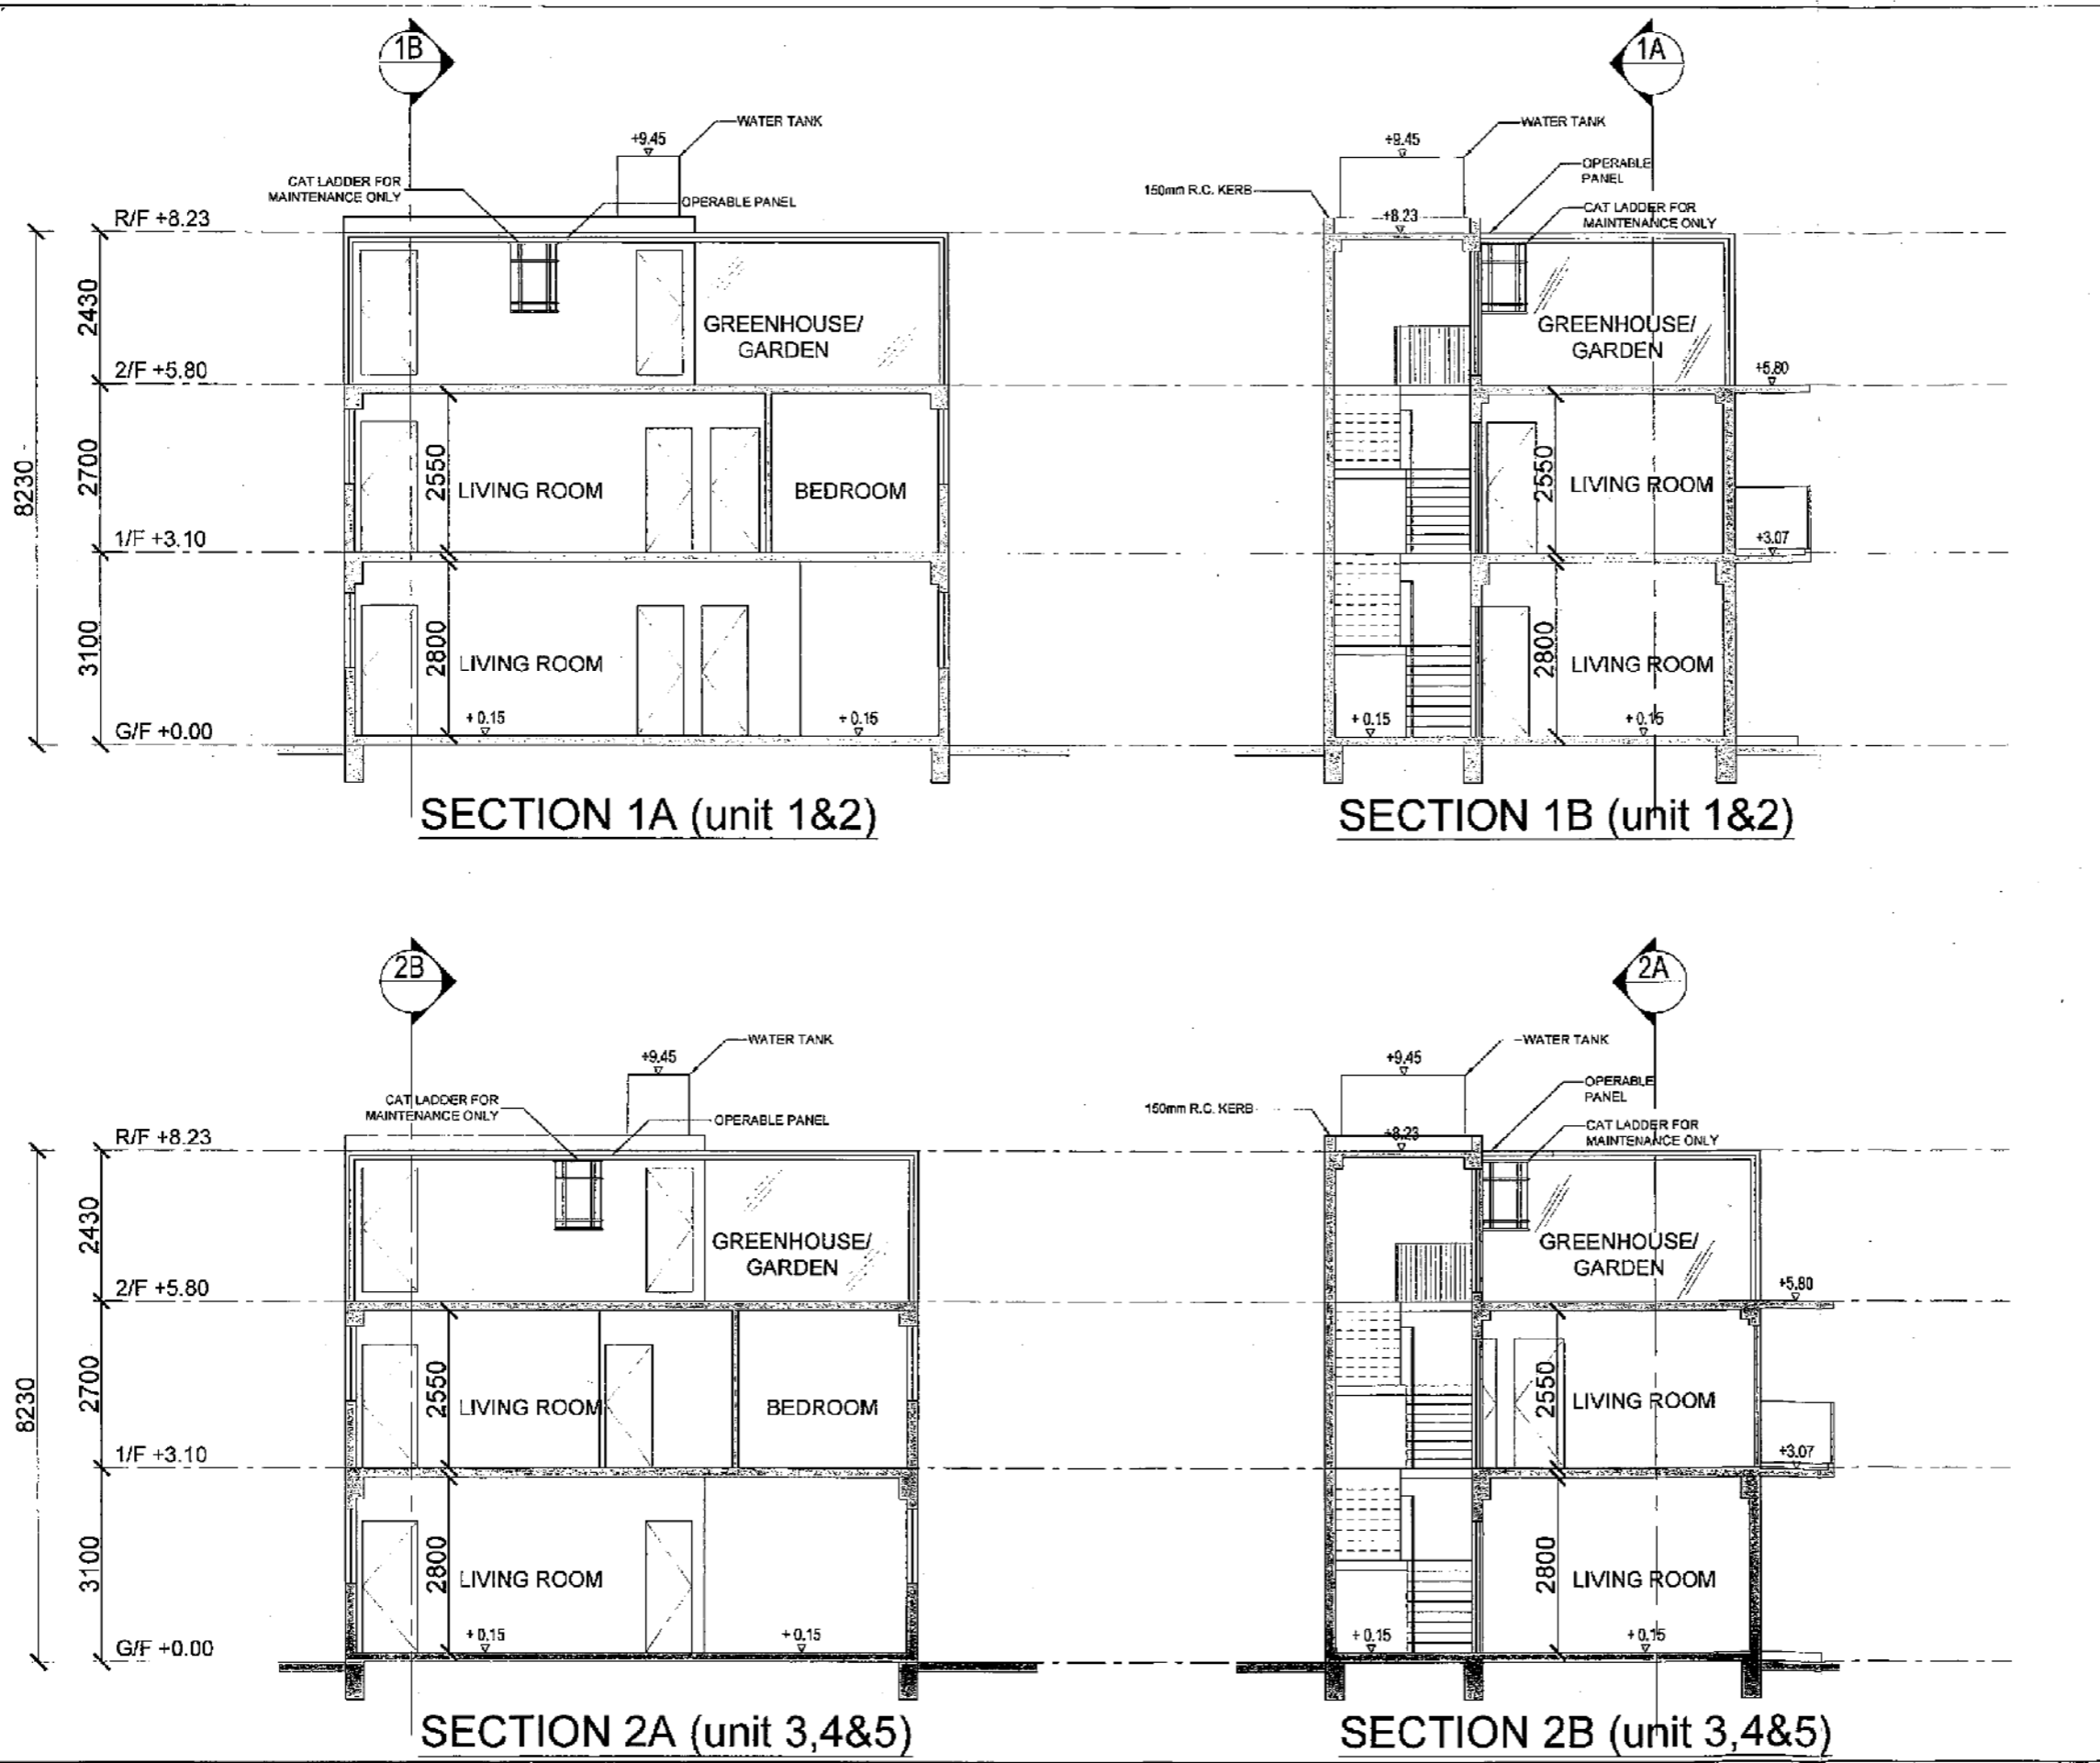 1B
1A
WATER TANK
+9.45
CAT LADDER FOR
MAINTENANCE ONLY
OPERABLE PANEL
R/F +8.23
2430
GREENHOUSE/
GARDEN
2/F +5.80
8230
2700
2550
LIVING ROOM
BEDROOM
1/F +3.10
3100
2800
LIVING ROOM
+ 0.15
+ 0.15
G/F +0.00
SECTION 1A (unit 1&2)
WATER TANK
+9.45
OPERABLE
PANEL
150mm R.C. KERB
+8.23
CAT LADDER FOR
MAINTENANCE ONLY
GREENHOUSE/
GARDEN
+5.80
2550
LIVING ROOM
+3.07
2800
LIVING ROOM
+ 0.15
+ 0.15
SECTION 1B (unit 1&2)
2B
2A
WATER TANK
+9.45
CAT LADDER FOR
MAINTENANCE ONLY
OPERABLE PANEL
R/F +8.23
2430
GREENHOUSE/
GARDEN
2/F +5.80
8230
2700
2550
LIVING ROOM
BEDROOM
1/F +3.10
3100
2800
LIVING ROOM
+ 0.15
+ 0.15
G/F +0.00
SECTION 2A (unit 3,4&5)
WATER TANK
+9.45
OPERABLE
PANEL
150mm R.C. KERB
+8.23
CAT LADDER FOR
MAINTENANCE ONLY
GREENHOUSE/
GARDEN
+5.80
2550
LIVING ROOM
+3.07
2800
LIVING ROOM
+ 0.15
+ 0.15
SECTION 2B (unit 3,4&5)